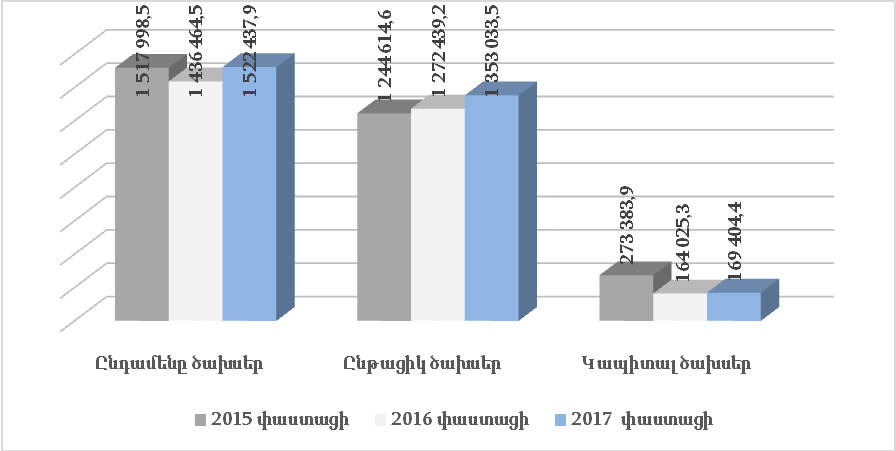 1 517 998,5
1 436 464,5
1 522 437,9
1 244 614,6
1 272 439,2
1 353 033,5
273 383,9
164 025,3
169 404,4
Ընդամենը ծախսեր
Ընթացիկ ծախսեր
Կապիտալ ծախսեր
2015 փաստացի
2016 փաստացի
2017 փաստացի